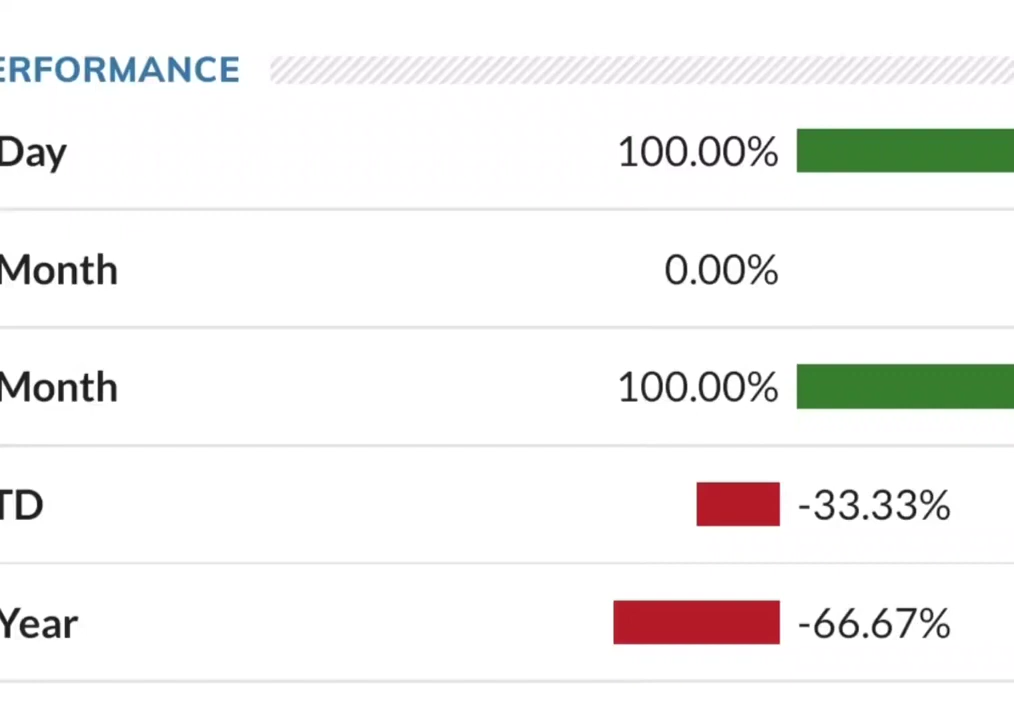 ERFORMANCE
Day 100.00%
Month 0.00%
Month 100.00%
TD -33.33%
Year -66.67%